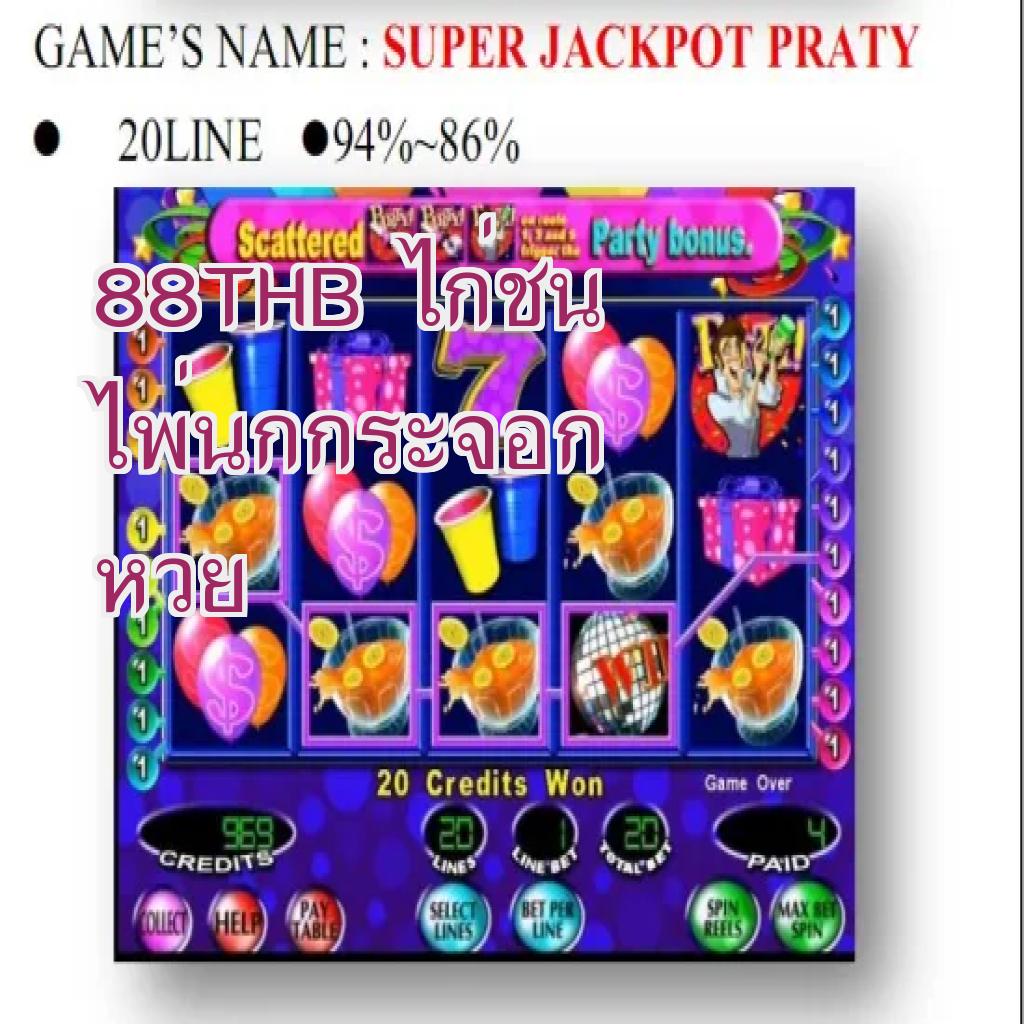 GAME'S NAME : SUPER JACKPOT PRATY
● 20LINE ●94%~86%
Scattered Party bonus.
88THB ไก่ชน
ไพ่นกกระจอก
หวย
20 Credits Won
Game Over
969 20 1 20 4
CREDITS LINES LINE BET TOTAL BET PAID
COLLECT HELP PAY TABLE SELECT LINES BET PER LINE SPIN REELS MAX BET SPIN